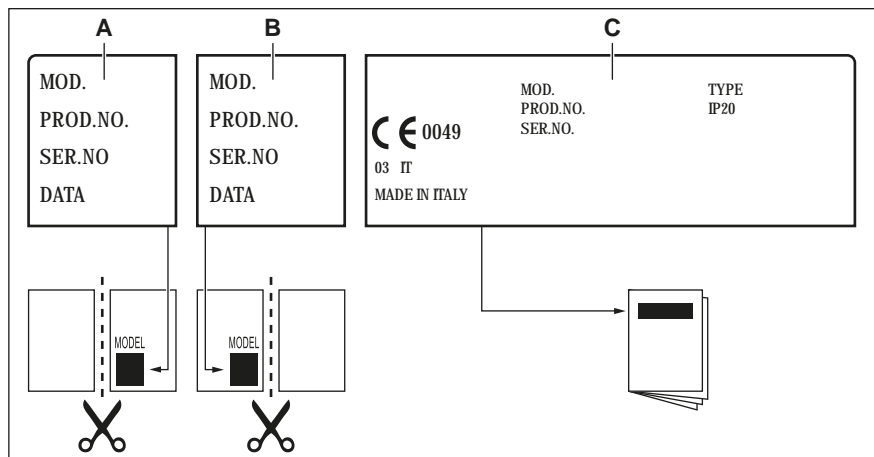 A
B
C
MOD.
PROD.NO.
SER.NO
DATA
MOD.
PROD.NO.
SER.NO
DATA
MOD.
PROD.NO.
SER.NO.
TYPE
IP20
CE 0049
03 IT
MADE IN ITALY
MODEL
MODEL